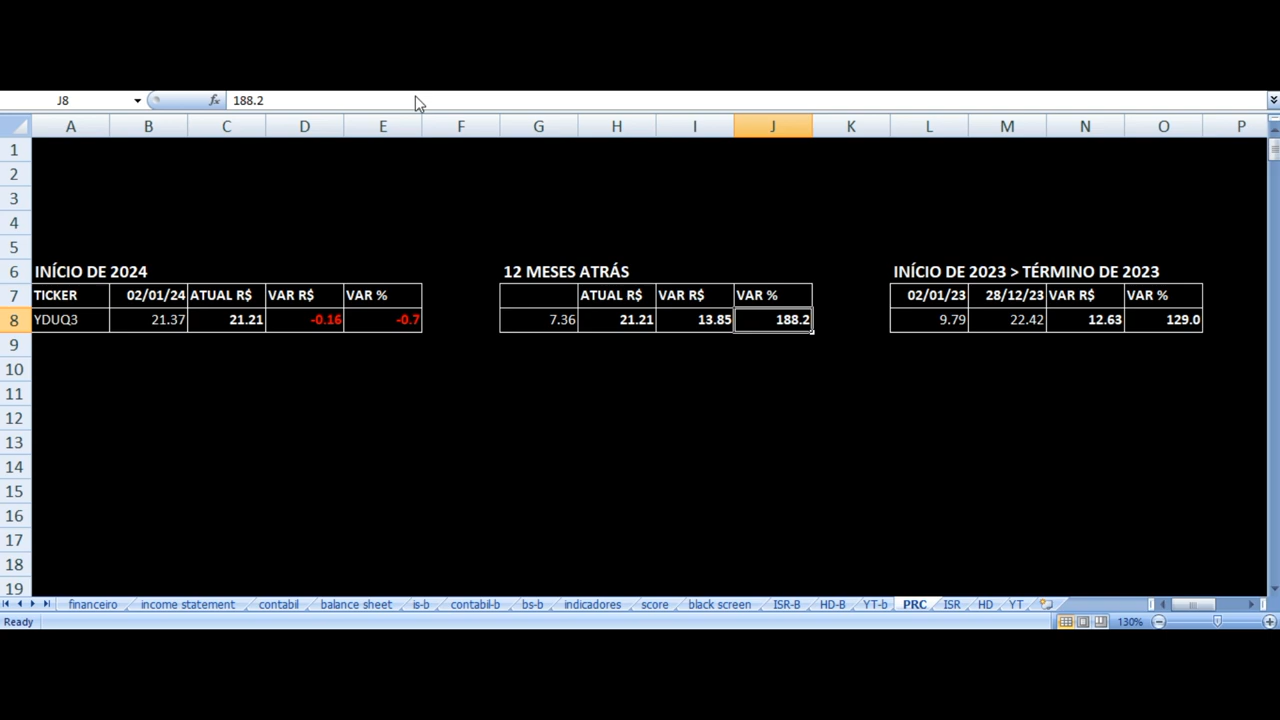 J8 fx 188.2
A B C D E F G H I J K L M N O P
1
2
3
4
5
6 INÍCIO DE 2024 12 MESES ATRÁS INÍCIO DE 2023 > TÉRMINO DE 2023
7 TICKER 02/01/24 ATUAL R$ VAR R$ VAR % ATUAL R$ VAR R$ VAR % 02/01/23 28/12/23 VAR R$ VAR %
8 YDUQ3 21.37 21.21 -0.16 -0.7 7.36 21.21 13.85 188.2 9.79 22.42 12.63 129.0
9
10
11
12
13
14
15
16
17
18
19
financeiro income statement contabil balance sheet is-b contabil-b bs-b indicadores score black screen ISR-B HD-B YT-b PRC ISR HD YT
Ready 130%